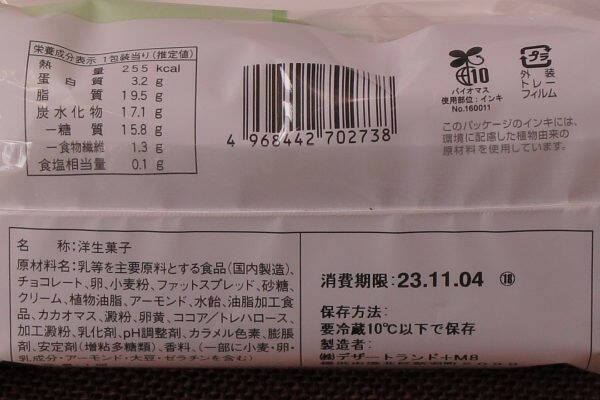 栄養成分表示 1包装当り(推定値)
熱量 255 kcal
蛋白質 3.2 g
脂質 19.5 g
炭水化物 17.1 g
−糖質 15.8 g
−食物繊維 1.3 g
食塩相当量 0.1 g
4 968442 702738
10
バイオマス
使用部位:インキ
No.160011
プラ
外装
トレー
フィルム
このパッケージのインキには、
環境に配慮した植物由来の
原材料を使用しています。
名称:洋生菓子
原材料名:乳等を主要原料とする食品(国内製造)、
チョコレート、卵、小麦粉、ファットスプレッド、砂糖、
クリーム、植物油脂、アーモンド、水飴、油脂加工食
品、カカオマス、澱粉、卵黄、ココア/トレハロース、
加工澱粉、乳化剤、pH調整剤、カラメル色素、膨脹
剤、安定剤(増粘多糖類)、香料、(一部に小麦・卵・
乳成分・アーモンド・大豆・ゼラチンを含む)
消費期限:23.11.04 ⑱
保存方法:
要冷蔵10℃以下で保存
製造者:
㈱デザートランド+M8